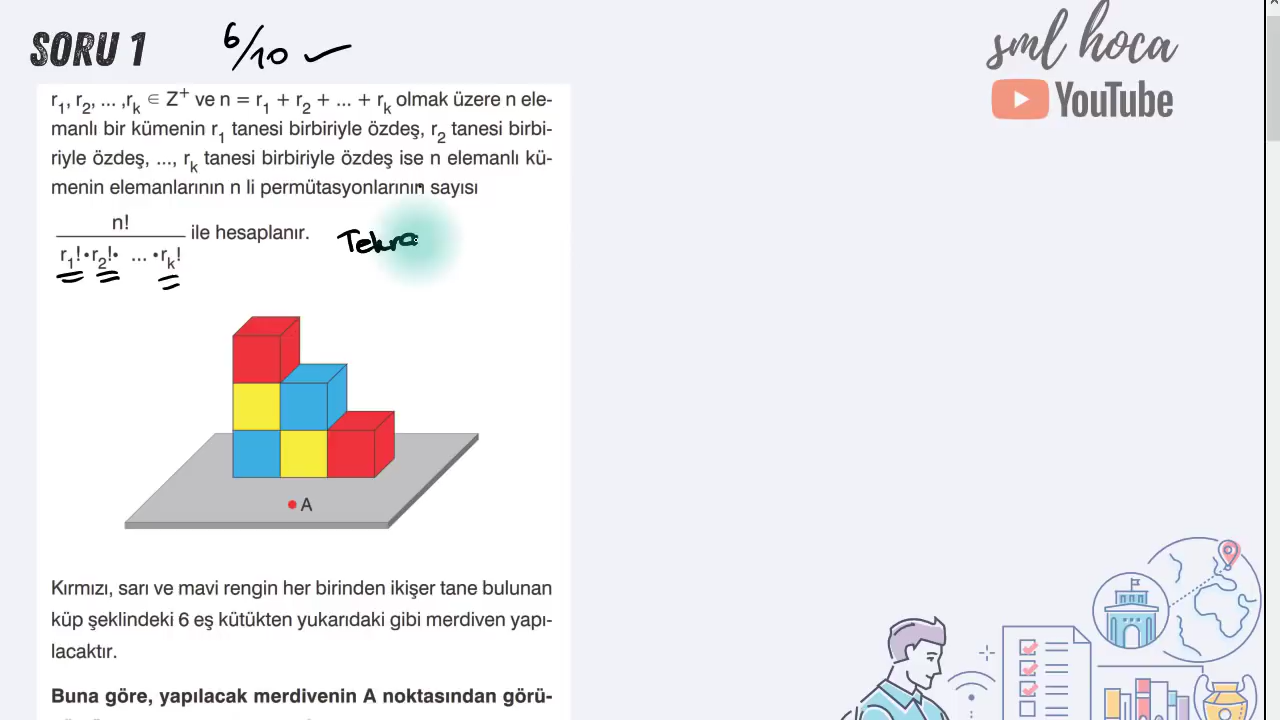 SORU 1
6/10 ✓
sml hoca
YouTube
r1, r2, ... ,rk ∈ Z+ ve n = r1 + r2 + ... + rk olmak üzere n ele-
manlı bir kümenin r1 tanesi birbiriyle özdeş, r2 tanesi birbi-
riyle özdeş, ..., rk tanesi birbiriyle özdeş ise n elemanlı kü-
menin elemanlarının n li permütasyonlarının sayısı
n!
r1!•r2!• ... •rk!
ile hesaplanır.
Tekra
A
Kırmızı, sarı ve mavi rengin her birinden ikişer tane bulunan
küp şeklindeki 6 eş kütükten yukarıdaki gibi merdiven yapı-
lacaktır.
Buna göre, yapılacak merdivenin A noktasından görü-